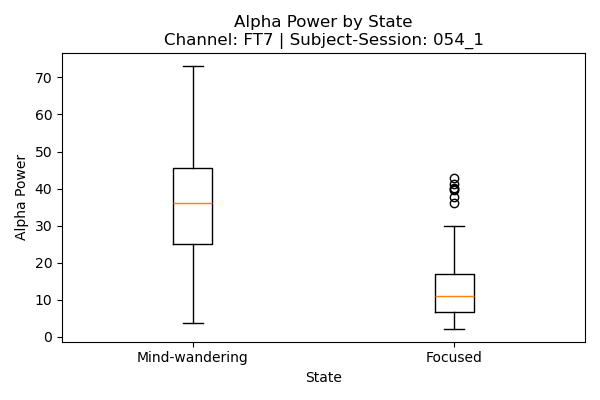 Alpha Power by State
Channel: FT7 | Subject-Session: 054_1
Alpha Power
70
60
50
40
30
20
10
0
Mind-wandering
Focused
State